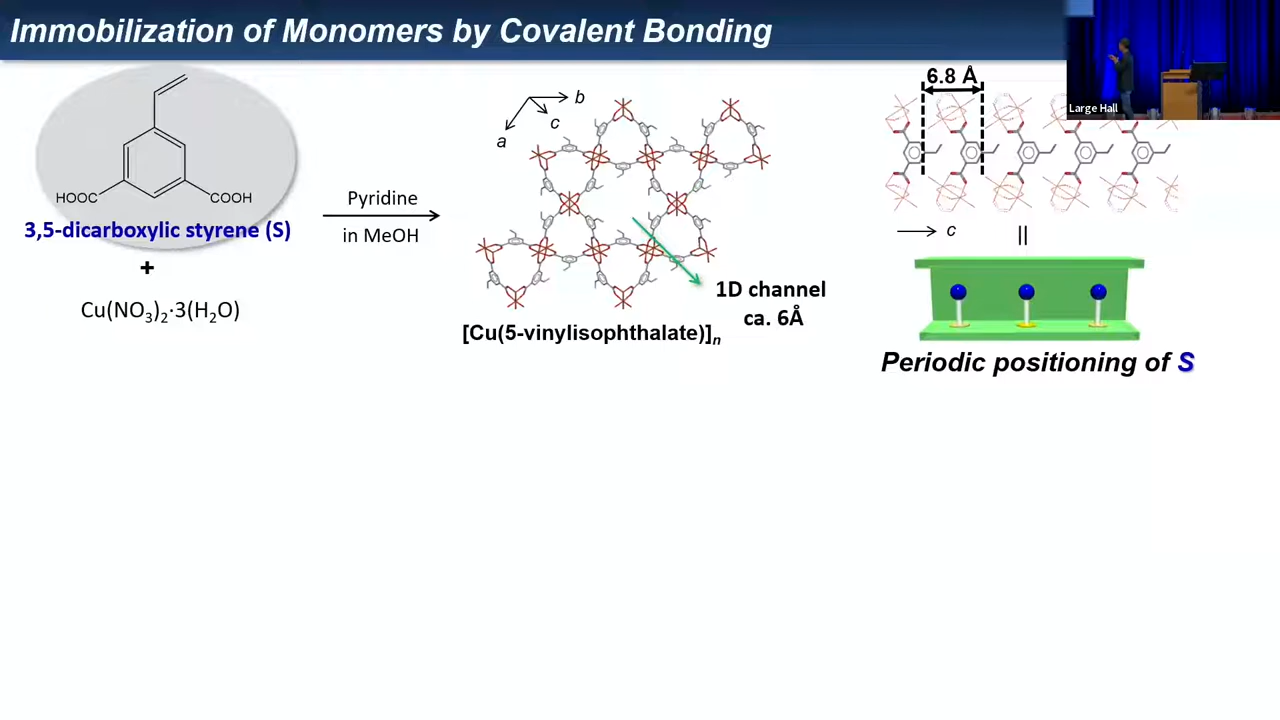 Immobilization of Monomers by Covalent Bonding
Large Hall
HOOC
COOH
3,5-dicarboxylic styrene (S)
+
Cu(NO3)2·3(H2O)
Pyridine
in MeOH
b
c
a
1D channel
ca. 6Å
[Cu(5-vinylisophthalate)]n
6.8 Å
c
=
Periodic positioning of S